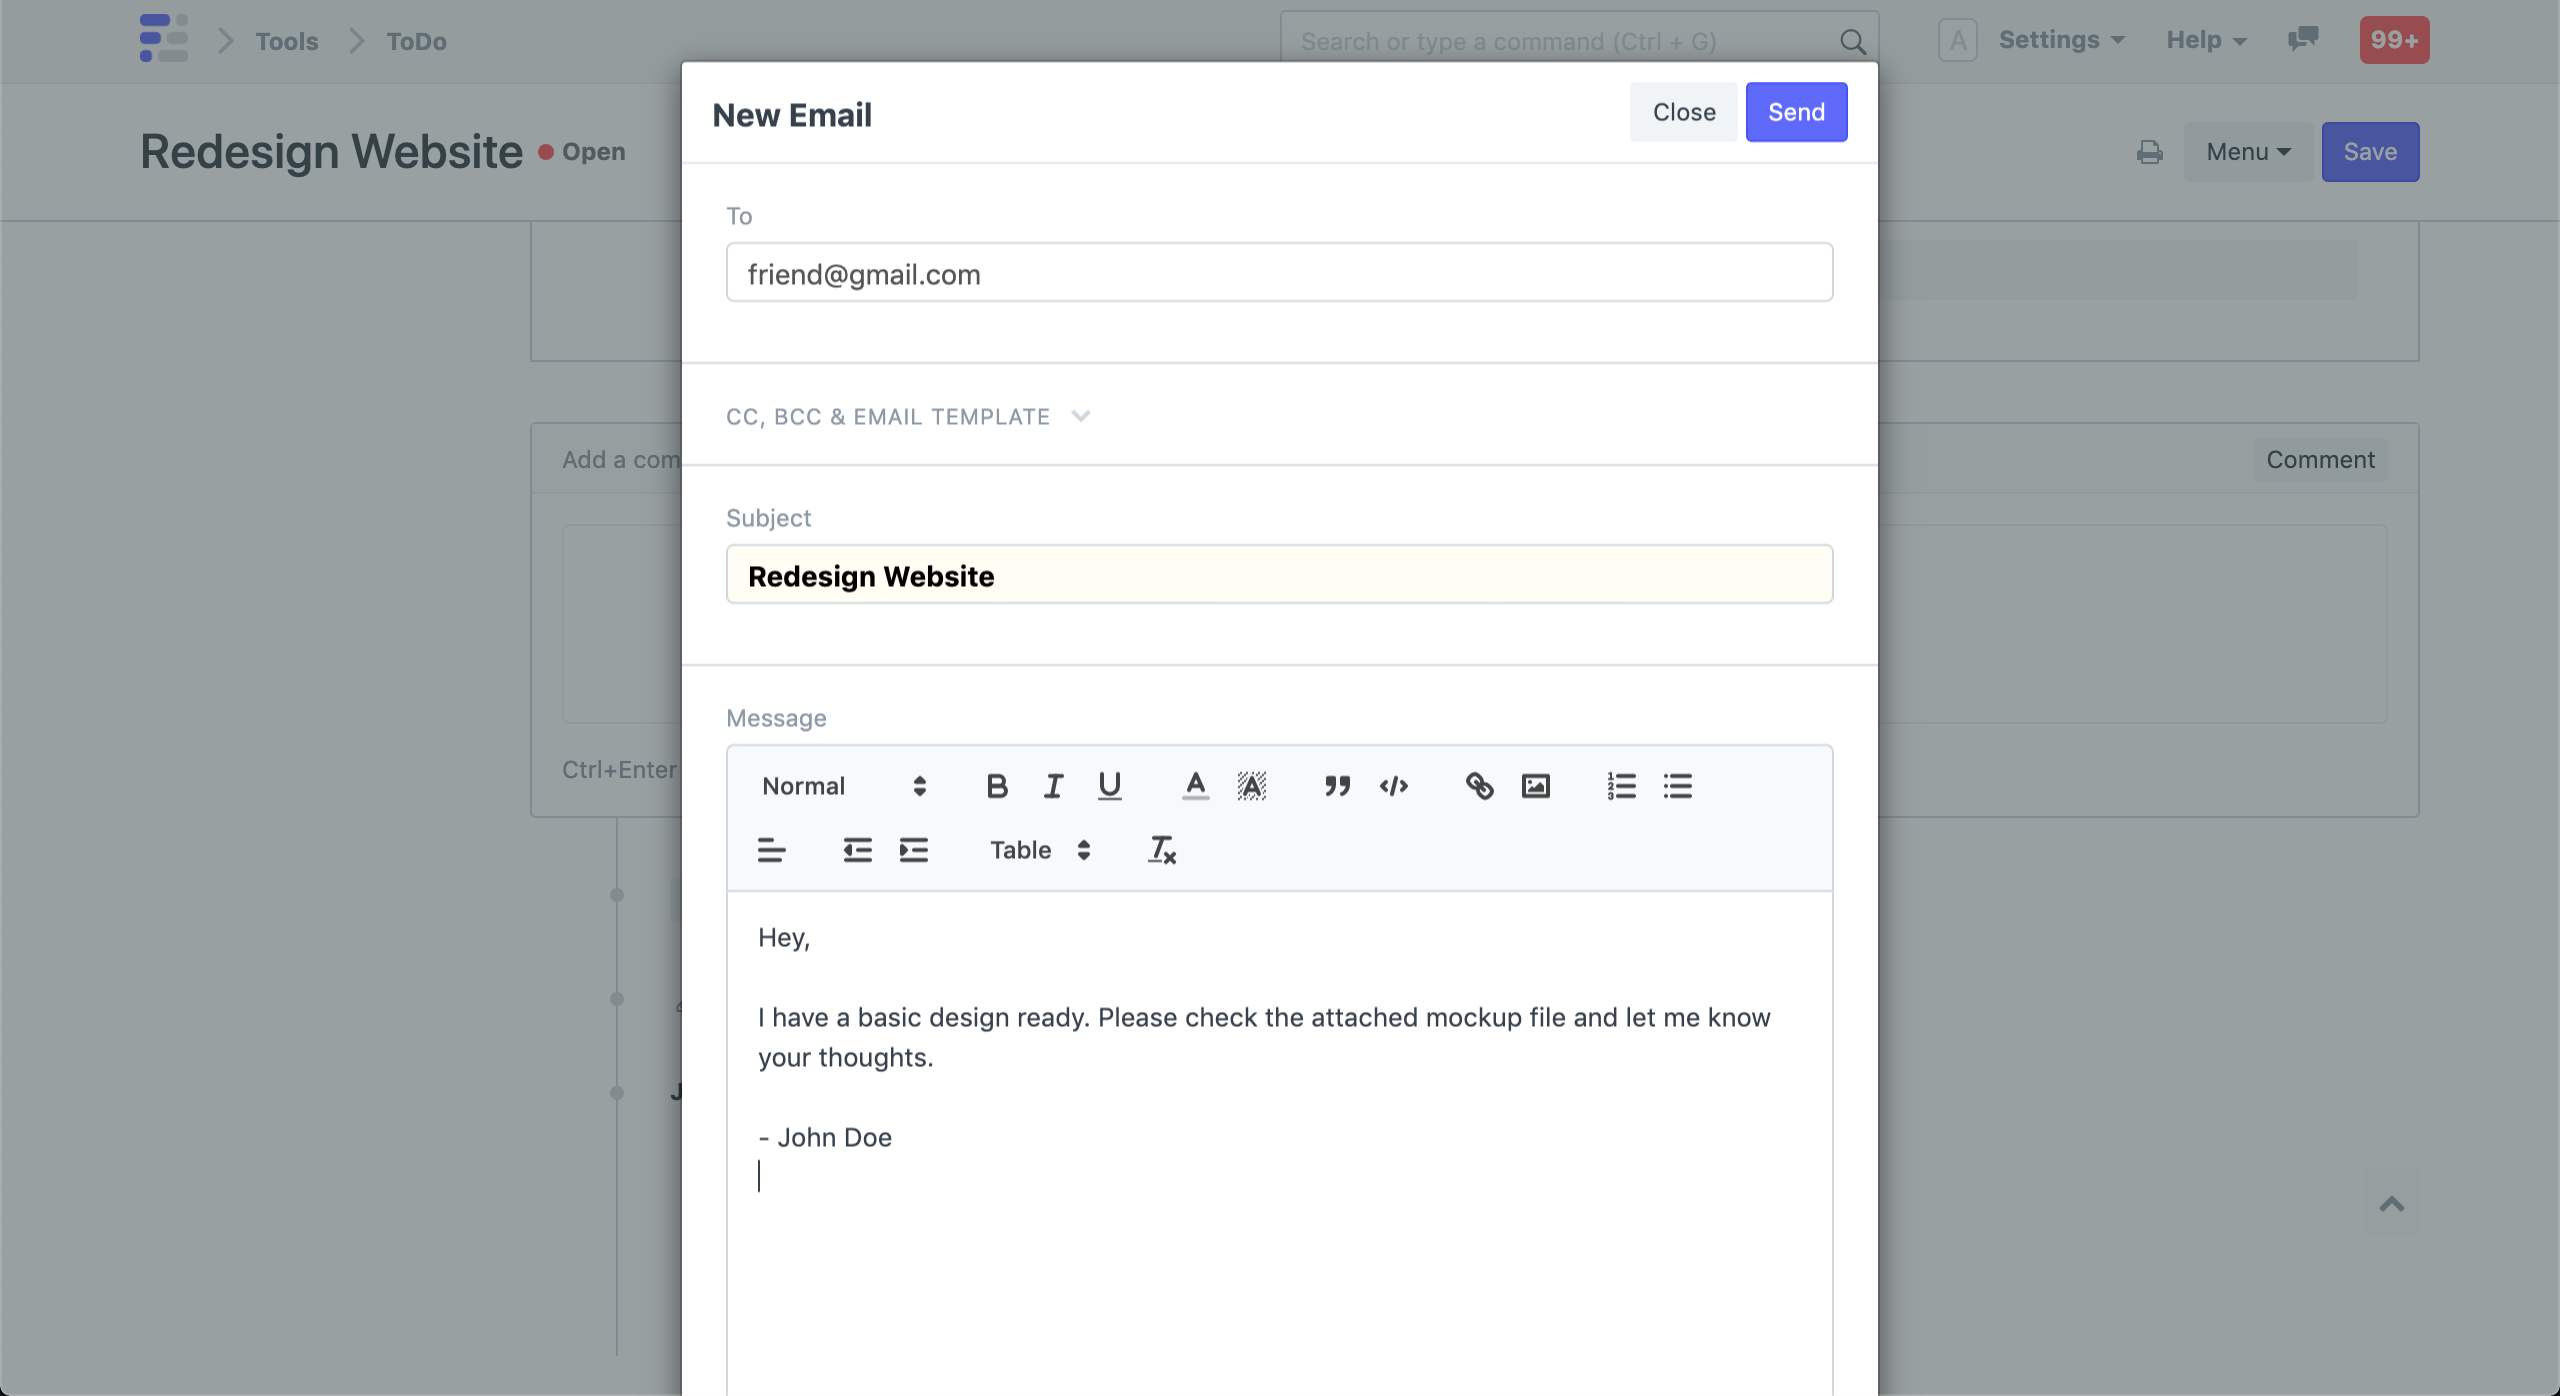 Tools
ToDo
Search or type a command (Ctrl + G)
A
Settings
Help
99+
Redesign Website
Open
Menu
Save
New Email
Close
Send
To
friend@gmail.com
CC, BCC & EMAIL TEMPLATE
Add a com
Comment
Subject
Redesign Website
Message
Ctrl+Enter
Normal
Table
Hey,
I have a basic design ready. Please check the attached mockup file and let me know
your thoughts.
- John Doe